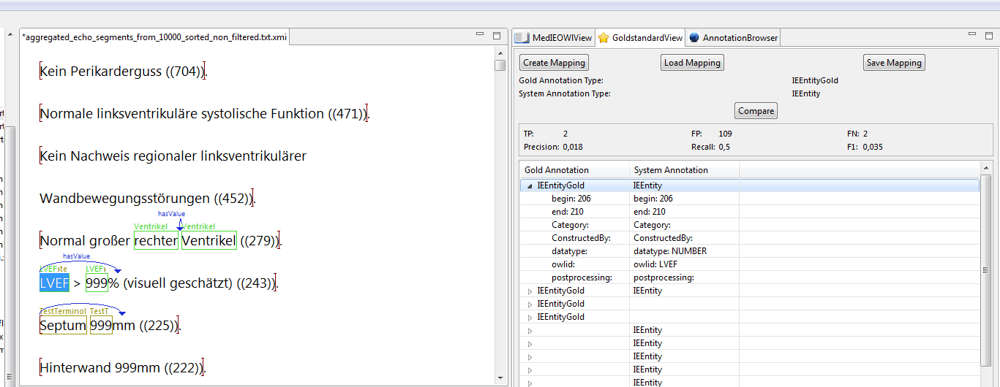 *aggregated_echo_segments_from_10000_sorted_non_filtered.txt.xmi
Kein Perikarderguss ((704)).
Normale linksventrikuläre systolische Funktion ((471)).
Kein Nachweis regionaler linksventrikulärer
Wandbewegungsstörungen ((452)).
hasValue
Ventrikel Ventrikel
Normal großer rechter Ventrikel ((279)).
hasValue
LVEF > 999% (visuell geschätzt) ((243)).
TestTerminol TestT
Septum 999mm ((225)).
Hinterwand 999mm ((222)).
MedIEOWlView GoldstandardView AnnotationBrowser
Create Mapping Load Mapping Save Mapping
Gold Annotation Type: IEEntityGold
System Annotation Type: IEEntity
Compare
TP: 2 FP: 109 FN: 2
Precision: 0,018 Recall: 0,5 F1: 0,035
Gold Annotation System Annotation
IEEntityGold IEEntity
begin: 206 begin: 206
end: 210 end: 210
Category: Category:
ConstructedBy: ConstructedBy:
datatype: datatype: NUMBER
owlid: owlid: LVEF
postprocessing: postprocessing:
IEEntityGold IEEntity
IEEntityGold
IEEntityGold
IEEntity
IEEntity
IEEntity
IEEntity
IEEntity